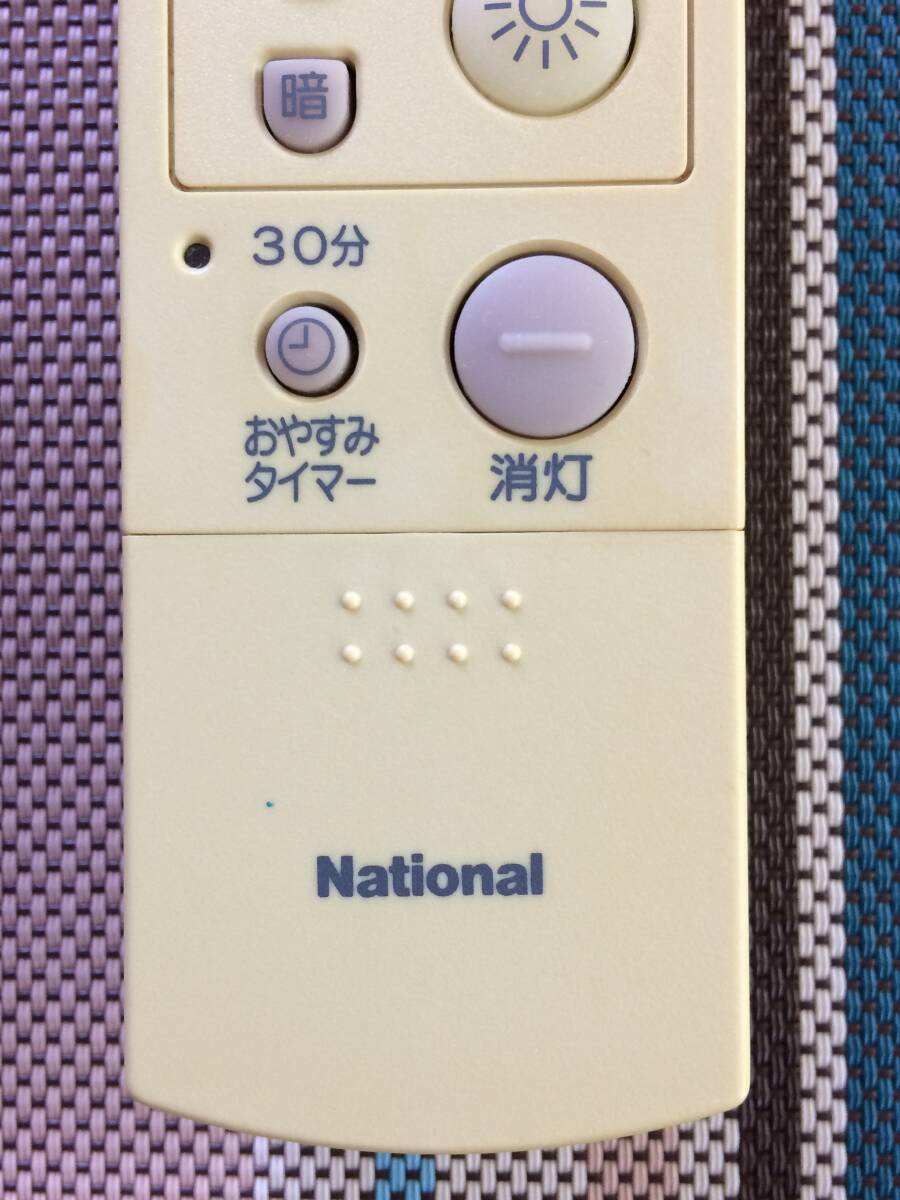 暗
30分
おやすみ
タイマー
消灯
National